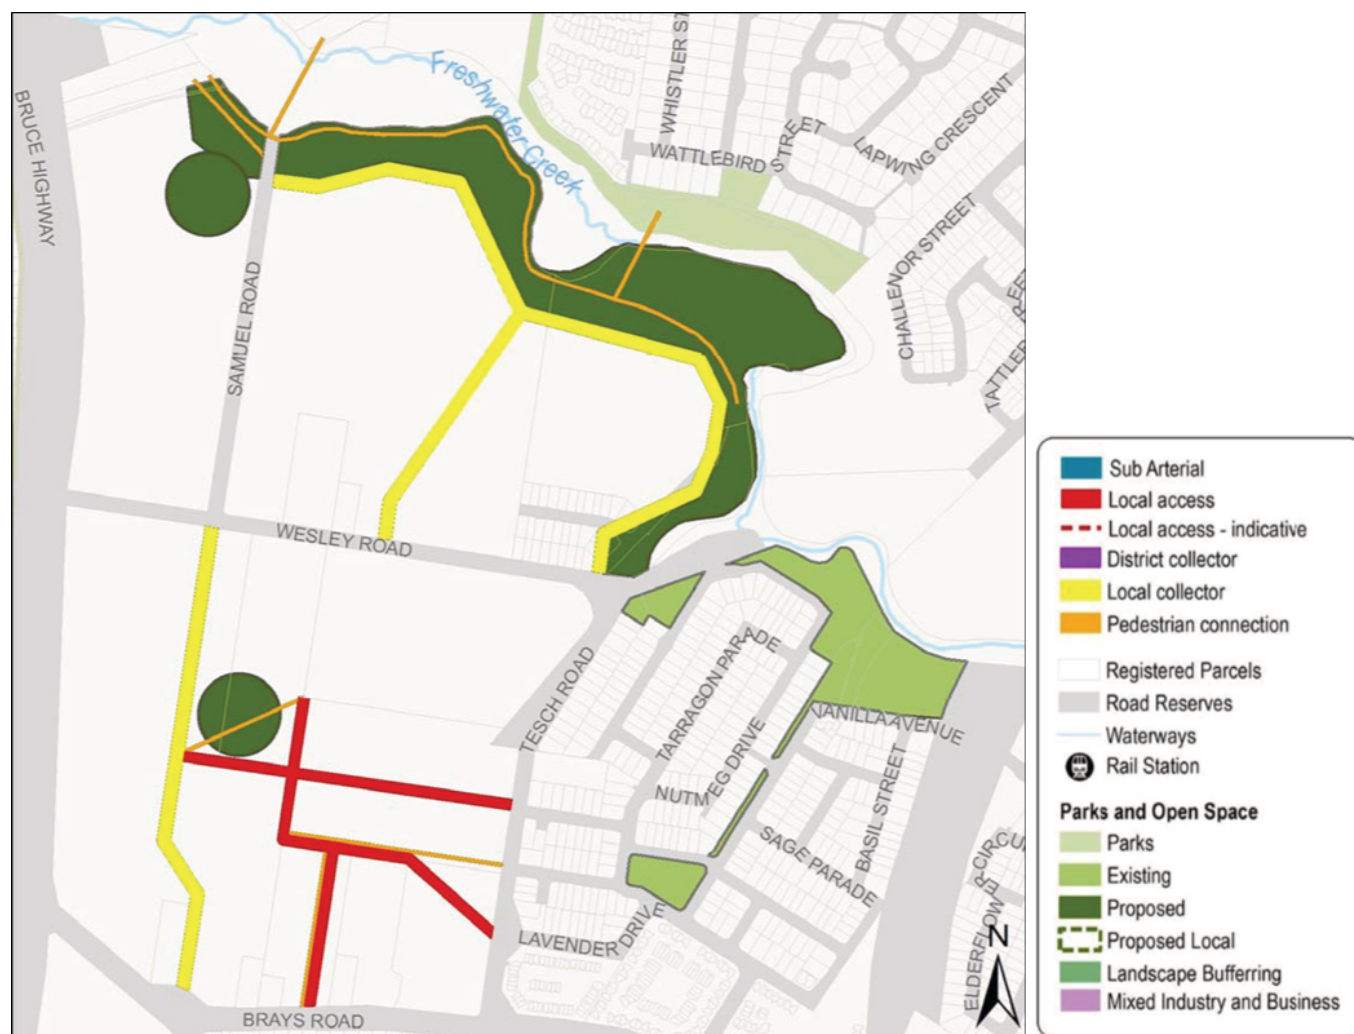 BRUCE HIGHWAY
Freshwater Creek
WHISTLER ST
WATTLEBIRD STREET
LAPWING CRESCENT
CHALLENOR STREET
SAMUEL ROAD
WESLEY ROAD
TESCH ROAD
TARRAGON PARADE
NUTMEG DRIVE
VANILLA AVENUE
BASIL STREET
SAGE PARADE
LAVENDER DRIVE
BRAYS ROAD
N
Sub Arterial
Local access
Local access - indicative
District collector
Local collector
Pedestrian connection
Registered Parcels
Road Reserves
Waterways
Rail Station
Parks and Open Space
Parks
Existing
Proposed
Proposed Local
Landscape Bufferring
Mixed Industry and Business